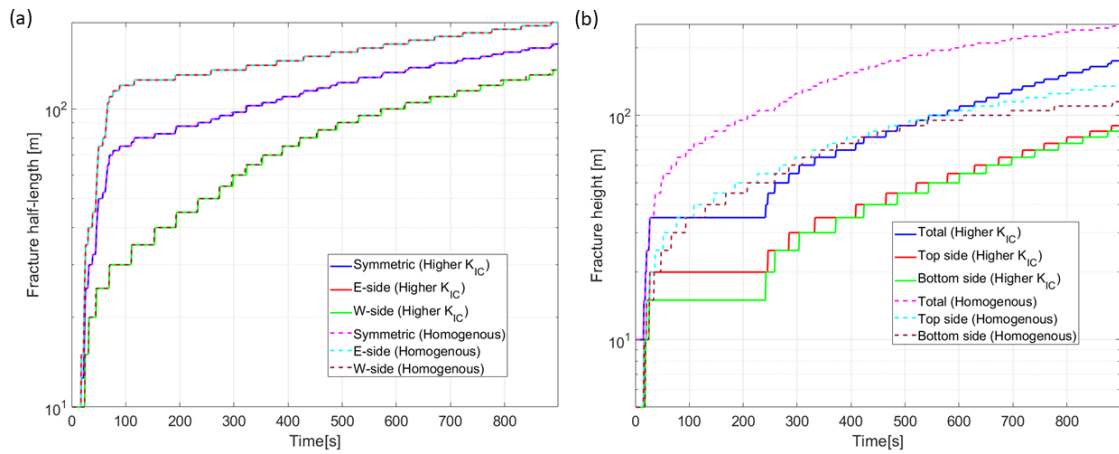 (a)
Fracture half-length [m]
10²
10¹
0 100 200 300 400 500 600 700 800
Time[s]
Symmetric (Higher K_IC)
E-side (Higher K_IC)
W-side (Higher K_IC)
Symmetric (Homogenous)
E-side (Homogenous)
W-side (Homogenous)
(b)
Fracture height [m]
10²
10¹
0 100 200 300 400 500 600 700 800
Time[s]
Total (Higher K_IC)
Top side (Higher K_IC)
Bottom side (Higher K_IC)
Total (Homogenous)
Top side (Homogenous)
Bottom side (Homogenous)